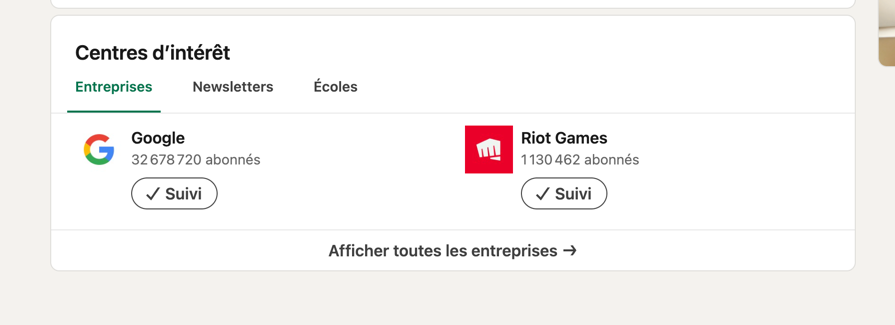 Centres d’intérêt
Entreprises Newsletters Écoles
Google
32 678 720 abonnés
Suivi
Riot Games
1 130 462 abonnés
Suivi
Afficher toutes les entreprises →